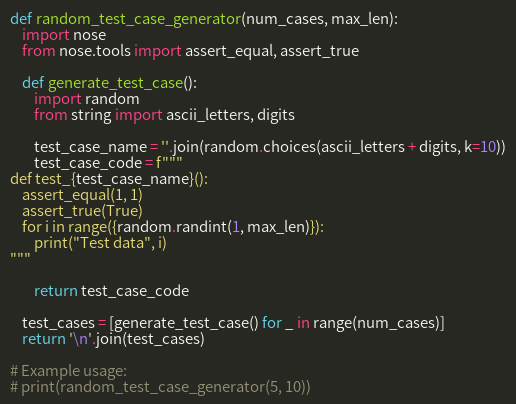 def random_test_case_generator(num_cases, max_len):
    import nose
    from nose.tools import assert_equal, assert_true

    def generate_test_case():
        import random
        from string import ascii_letters, digits

        test_case_name = ''.join(random.choices(ascii_letters + digits, k=10))
        test_case_code = f"""
def test_{test_case_name}():
    assert_equal(1, 1)
    assert_true(True)
    for i in range({random.randint(1, max_len)}):
        print("Test data", i)
"""

        return test_case_code

    test_cases = [generate_test_case() for _ in range(num_cases)]
    return '\n'.join(test_cases)

# Example usage:
# print(random_test_case_generator(5, 10))